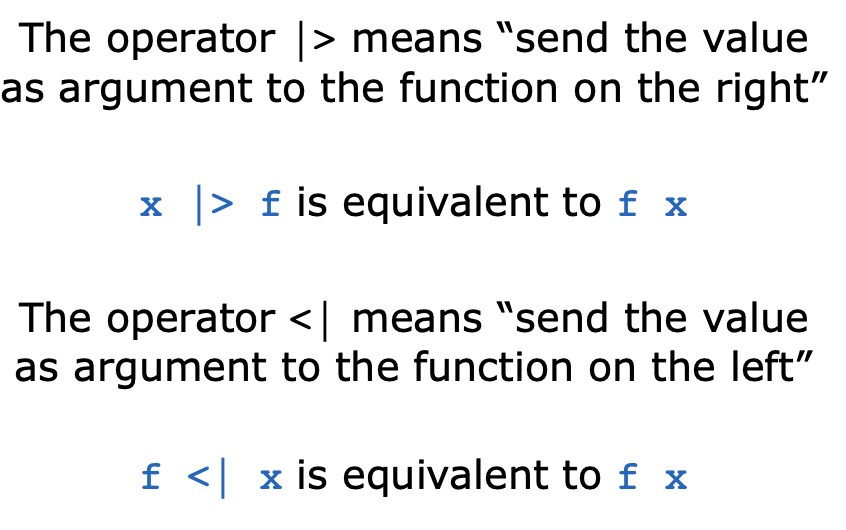 The operator |> means “send the value
as argument to the function on the right”
x |> f is equivalent to f x
The operator <| means “send the value
as argument to the function on the left”
f <| x is equivalent to f x